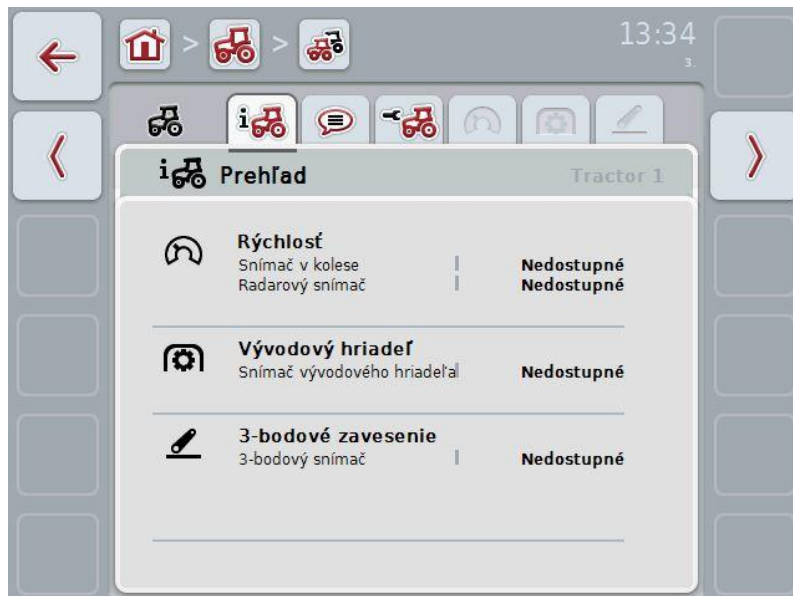 13:34
3.
Prehľad
Tractor 1
Rýchlosť
Snímač v kolese Nedostupné
Radarový snímač Nedostupné
Vývodový hriadeľ
Snímač vývodového hriadeľa Nedostupné
3-bodové zavesenie
3-bodový snímač Nedostupné